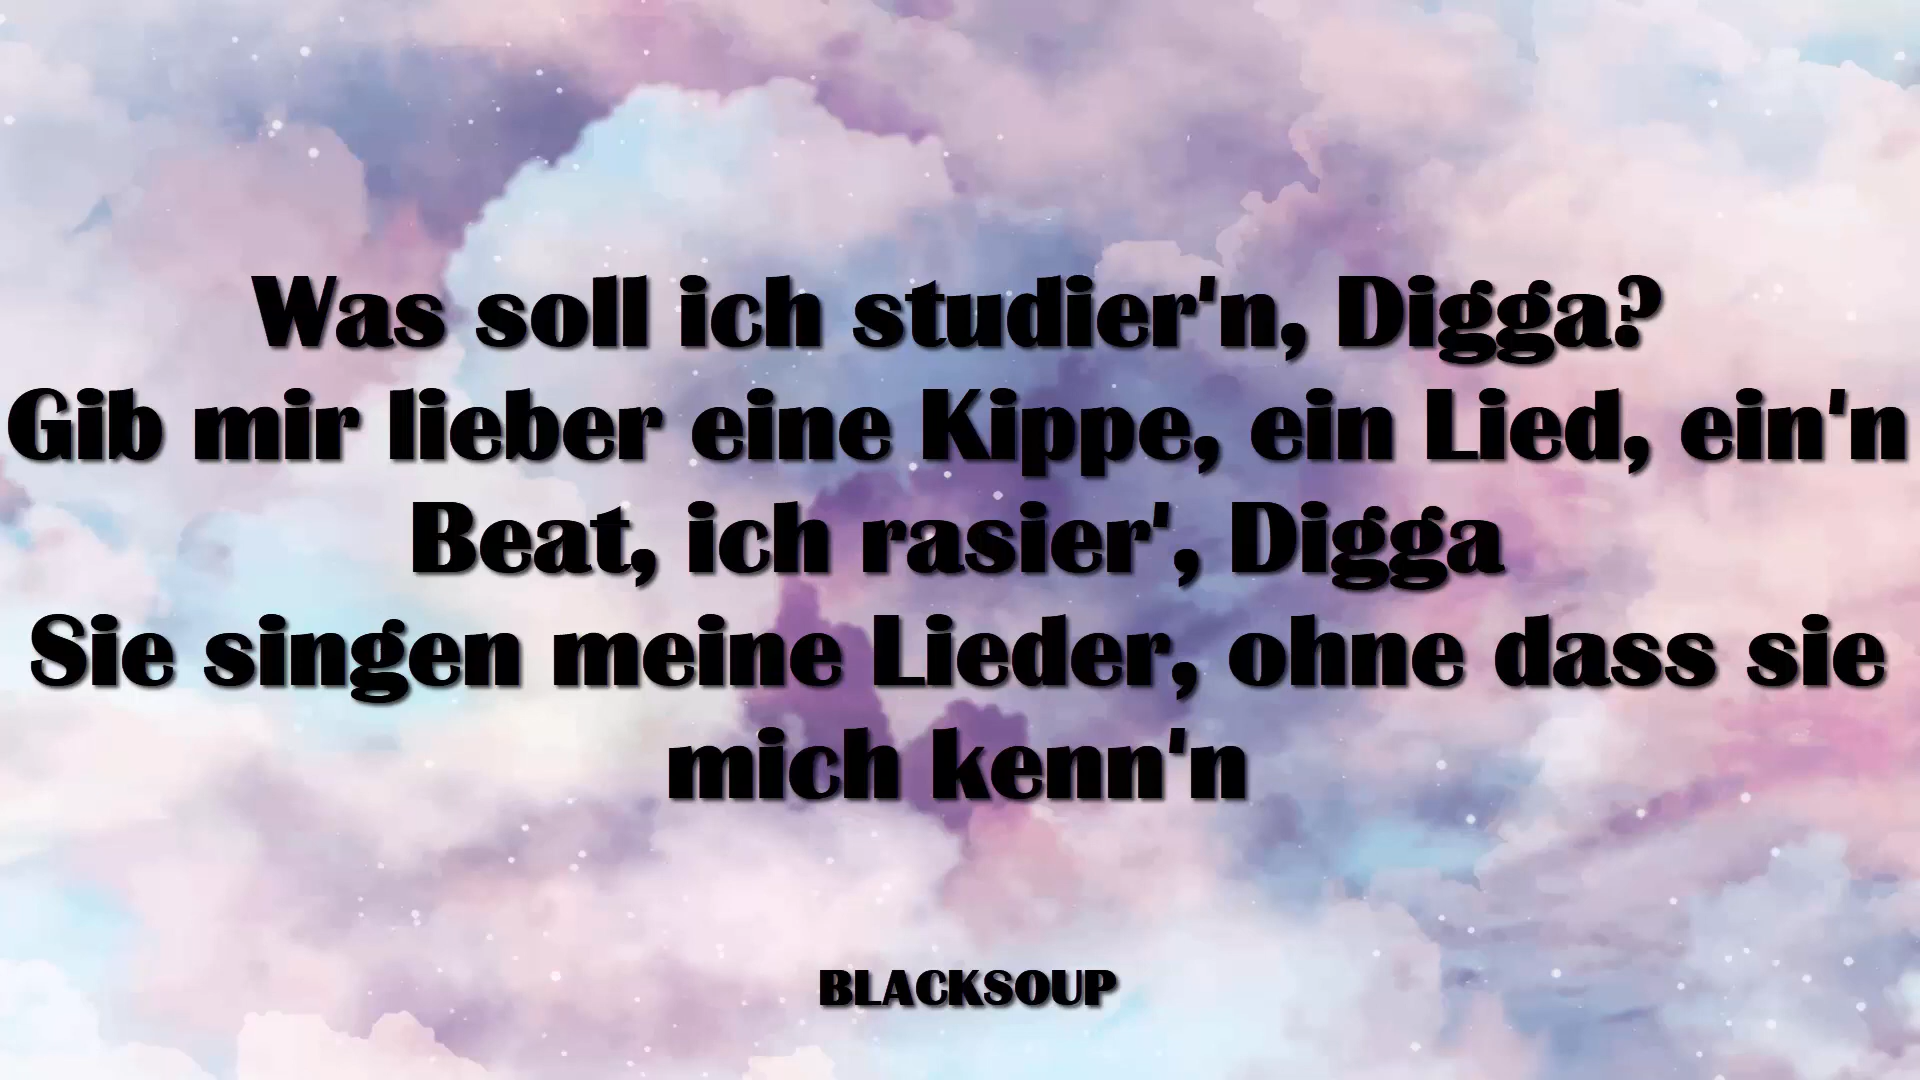 Was soll ich studier'n, Digga?
Gib mir lieber eine Kippe, ein Lied, ein'n
Beat, ich rasier', Digga
Sie singen meine Lieder, ohne dass sie
mich kenn'n
BLACKSOUP